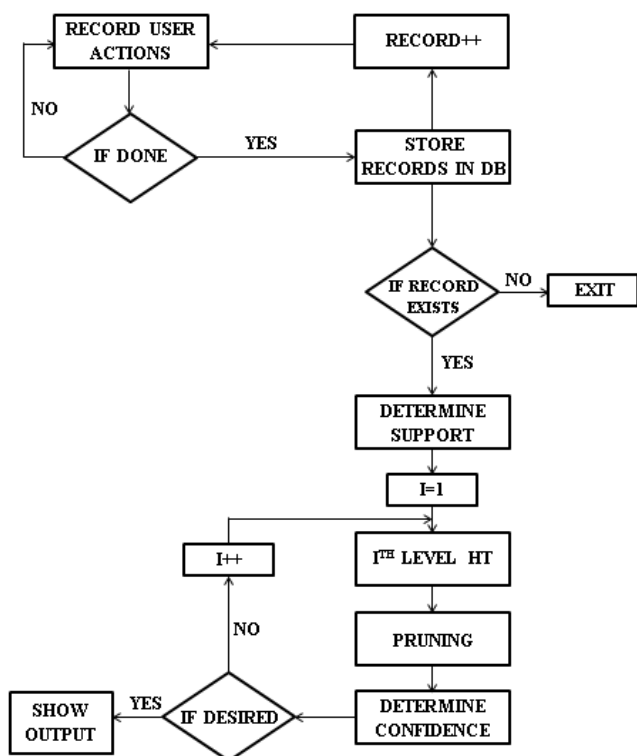 RECORD USER
ACTIONS
RECORD++
NO
IF DONE
YES
STORE
RECORDS IN DB
IF RECORD
EXISTS
NO
EXIT
YES
DETERMINE
SUPPORT
I=1
I++
ITH LEVEL HT
NO
PRUNING
SHOW
OUTPUT
YES
IF DESIRED
DETERMINE
CONFIDENCE